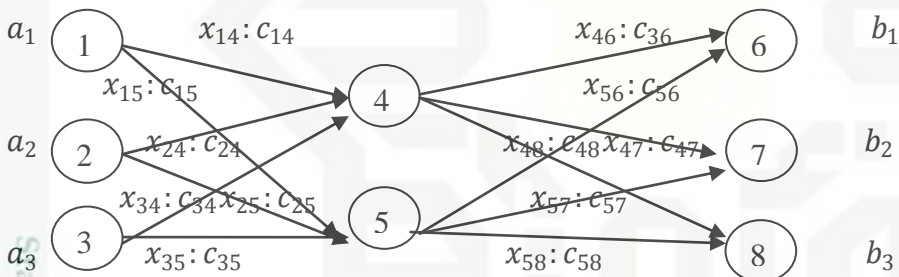 a₁ 1 x₁₄: c₁₄ x₄₆: c₃₆ 6 b₁
x₁₅: c₁₅ 4 x₅₆: c₅₆
a₂ 2 x₂₄: c₂₄ x₄₈: c₄₈ x₄₇: c₄₇ 7 b₂
x₃₄: c₃₄ x₂₅: c₂₅ 5 x₅₇: c₅₇
a₃ 3 x₃₅: c₃₅ x₅₈: c₅₈ 8 b₃